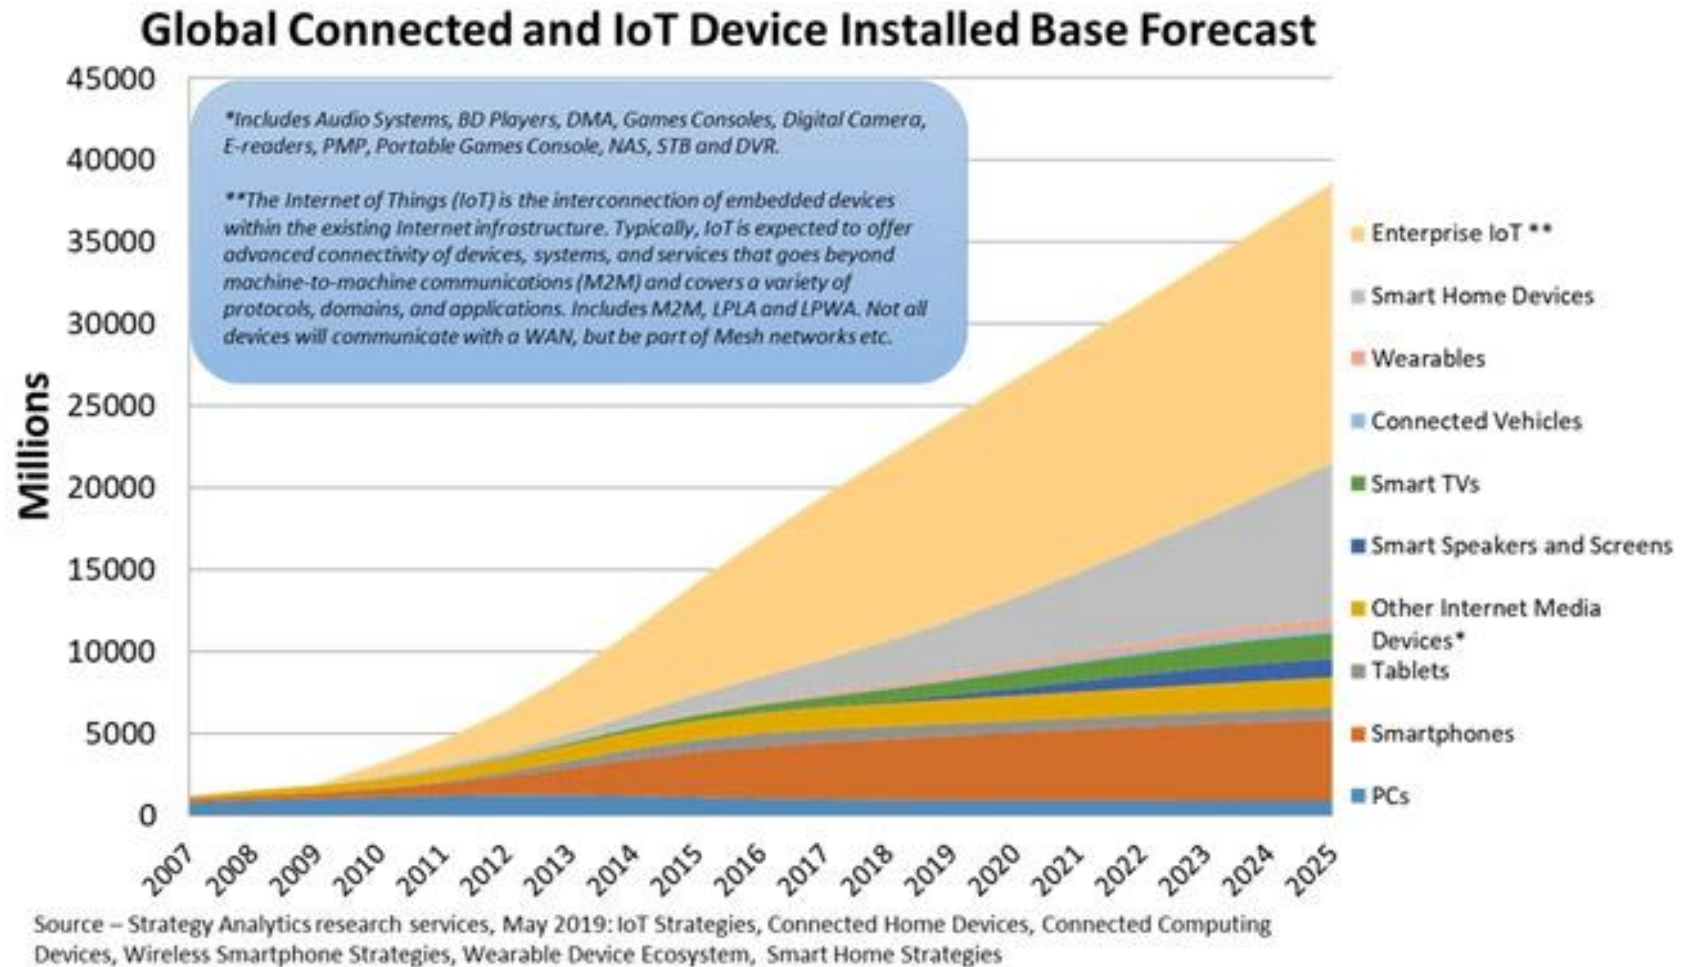 Global Connected and IoT Device Installed Base Forecast
45000
40000
35000
30000
25000
20000
15000
10000
5000
0
Millions
*Includes Audio Systems, BD Players, DMA, Games Consoles, Digital Camera,
E-readers, PMP, Portable Games Console, NAS, STB and DVR.
**The Internet of Things (IoT) is the interconnection of embedded devices
within the existing Internet infrastructure. Typically, IoT is expected to offer
advanced connectivity of devices, systems, and services that goes beyond
machine-to-machine communications (M2M) and covers a variety of
protocols, domains, and applications. Includes M2M, LPLA and LPWA. Not all
devices will communicate with a WAN, but be part of Mesh networks etc.
Enterprise IoT **
Smart Home Devices
Wearables
Connected Vehicles
Smart TVs
Smart Speakers and Screens
Other Internet Media
Devices*
Tablets
Smartphones
PCs
2007
2008
2009
2010
2011
2012
2013
2014
2015
2016
2017
2018
2019
2020
2021
2022
2023
2024
2025
Source – Strategy Analytics research services, May 2019: IoT Strategies, Connected Home Devices, Connected Computing
Devices, Wireless Smartphone Strategies, Wearable Device Ecosystem, Smart Home Strategies